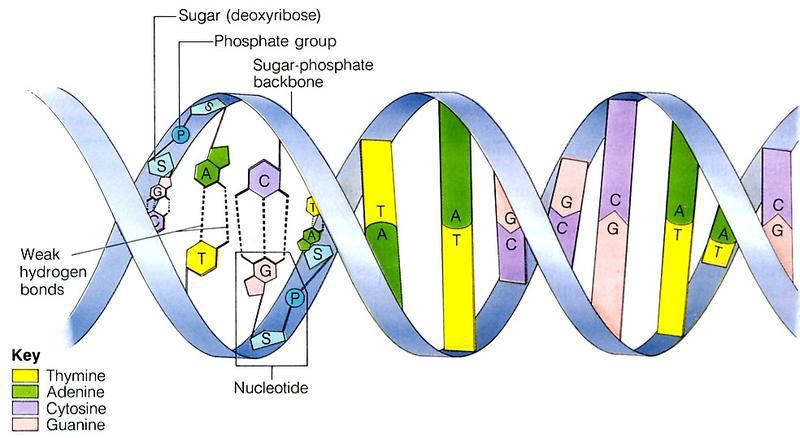 Sugar (deoxyribose)
Phosphate group
Sugar-phosphate
backbone
S
P
S
G
C
A
T
C
G
T
A
S
P
S
Weak
hydrogen
bonds
Nucleotide
T
A
A
T
G
C
G
C
C
G
A
T
A
T
C
G
Key
Thymine
Adenine
Cytosine
Guanine